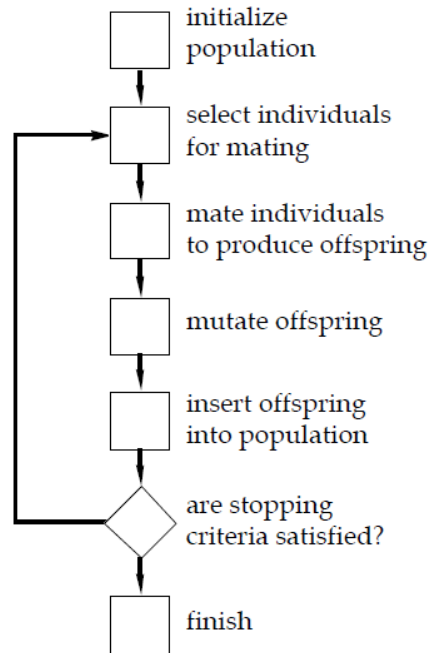 initialize
population
select individuals
for mating
mate individuals
to produce offspring
mutate offspring
insert offspring
into population
are stopping
criteria satisfied?
finish